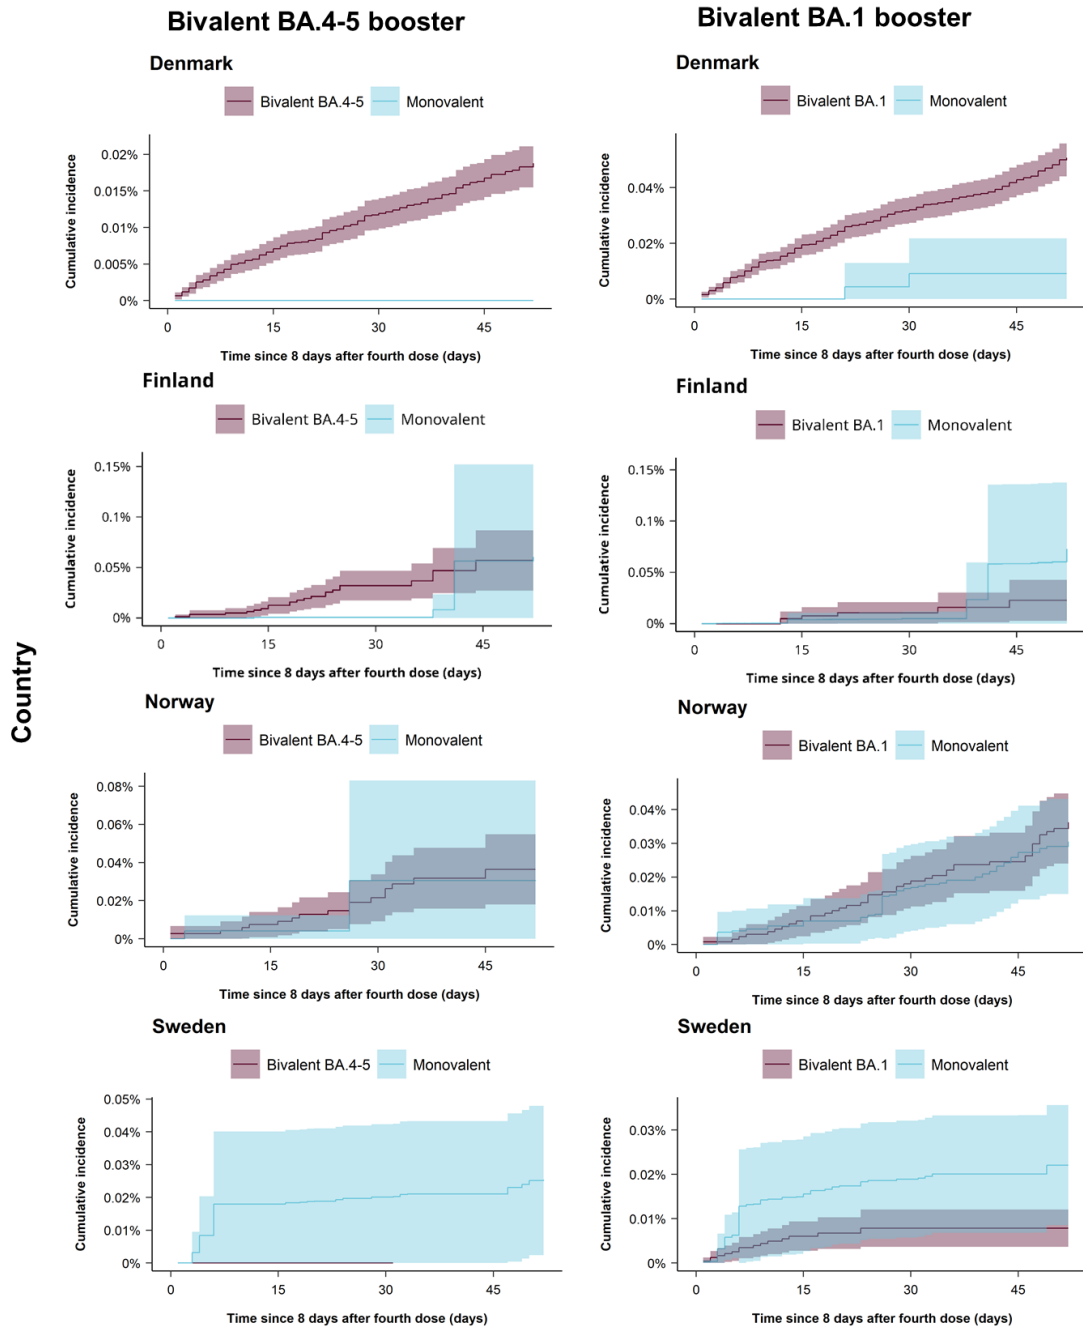 Bivalent BA.4-5 booster
Bivalent BA.1 booster
Country
Denmark
Bivalent BA.4-5 Monovalent
Cumulative incidence
0.02%
0.015%
0.01%
0.005%
0%
0 15 30 45
Time since 8 days after fourth dose (days)
Denmark
Bivalent BA.1 Monovalent
Cumulative incidence
0.04%
0.02%
0%
0 15 30 45
Time since 8 days after fourth dose (days)
Finland
Bivalent BA.4-5 Monovalent
Cumulative incidence
0.15%
0.1%
0.05%
0%
0 15 30 45
Time since 8 days after fourth dose (days)
Finland
Bivalent BA.1 Monovalent
Cumulative incidence
0.15%
0.1%
0.05%
0%
0 15 30 45
Time since 8 days after fourth dose (days)
Norway
Bivalent BA.4-5 Monovalent
Cumulative incidence
0.08%
0.06%
0.04%
0.02%
0%
0 15 30 45
Time since 8 days after fourth dose (days)
Norway
Bivalent BA.1 Monovalent
Cumulative incidence
0.04%
0.03%
0.02%
0.01%
0%
0 15 30 45
Time since 8 days after fourth dose (days)
Sweden
Bivalent BA.4-5 Monovalent
Cumulative incidence
0.05%
0.04%
0.03%
0.02%
0.01%
0%
0 15 30 45
Time since 8 days after fourth dose (days)
Sweden
Bivalent BA.1 Monovalent
Cumulative incidence
0.03%
0.02%
0.01%
0%
0 15 30 45
Time since 8 days after fourth dose (days)